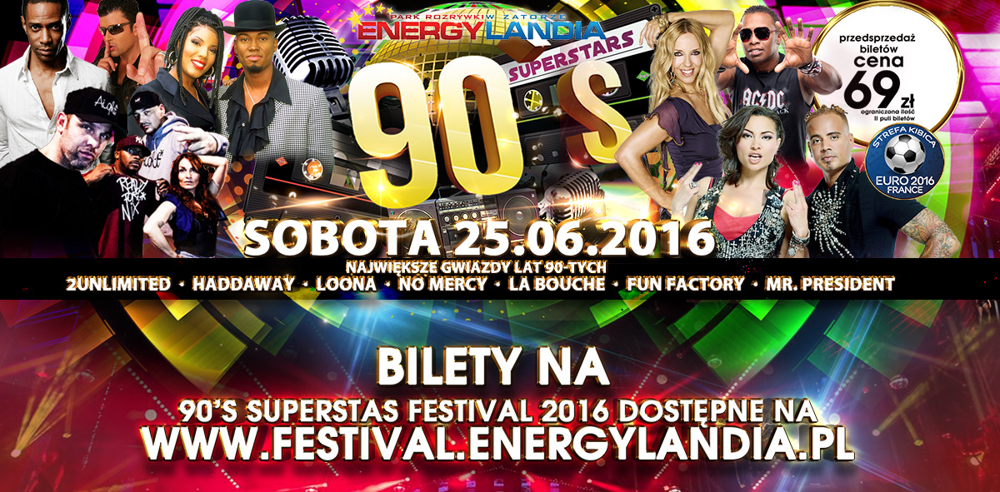 PARK ROZRYWKI W ZATORZE
ENERGYLANDIA
SUPERSTARS
90'S
przedsprzedaż
biletów
cena
69 zł
ograniczona ilość
II puli biletów
STREFA KIBICA
EURO 2016
FRANCE
AC/DC
SOBOTA 25.06.2016
NAJWIĘKSZE GWIAZDY LAT 90-TYCH
2UNLIMITED · HADDAWAY · LOONA · NO MERCY · LA BOUCHE · FUN FACTORY · MR. PRESIDENT
BILETY NA
90'S SUPERSTAS FESTIVAL 2016 DOSTĘPNE NA
WWW.FESTIVAL.ENERGYLANDIA.PL